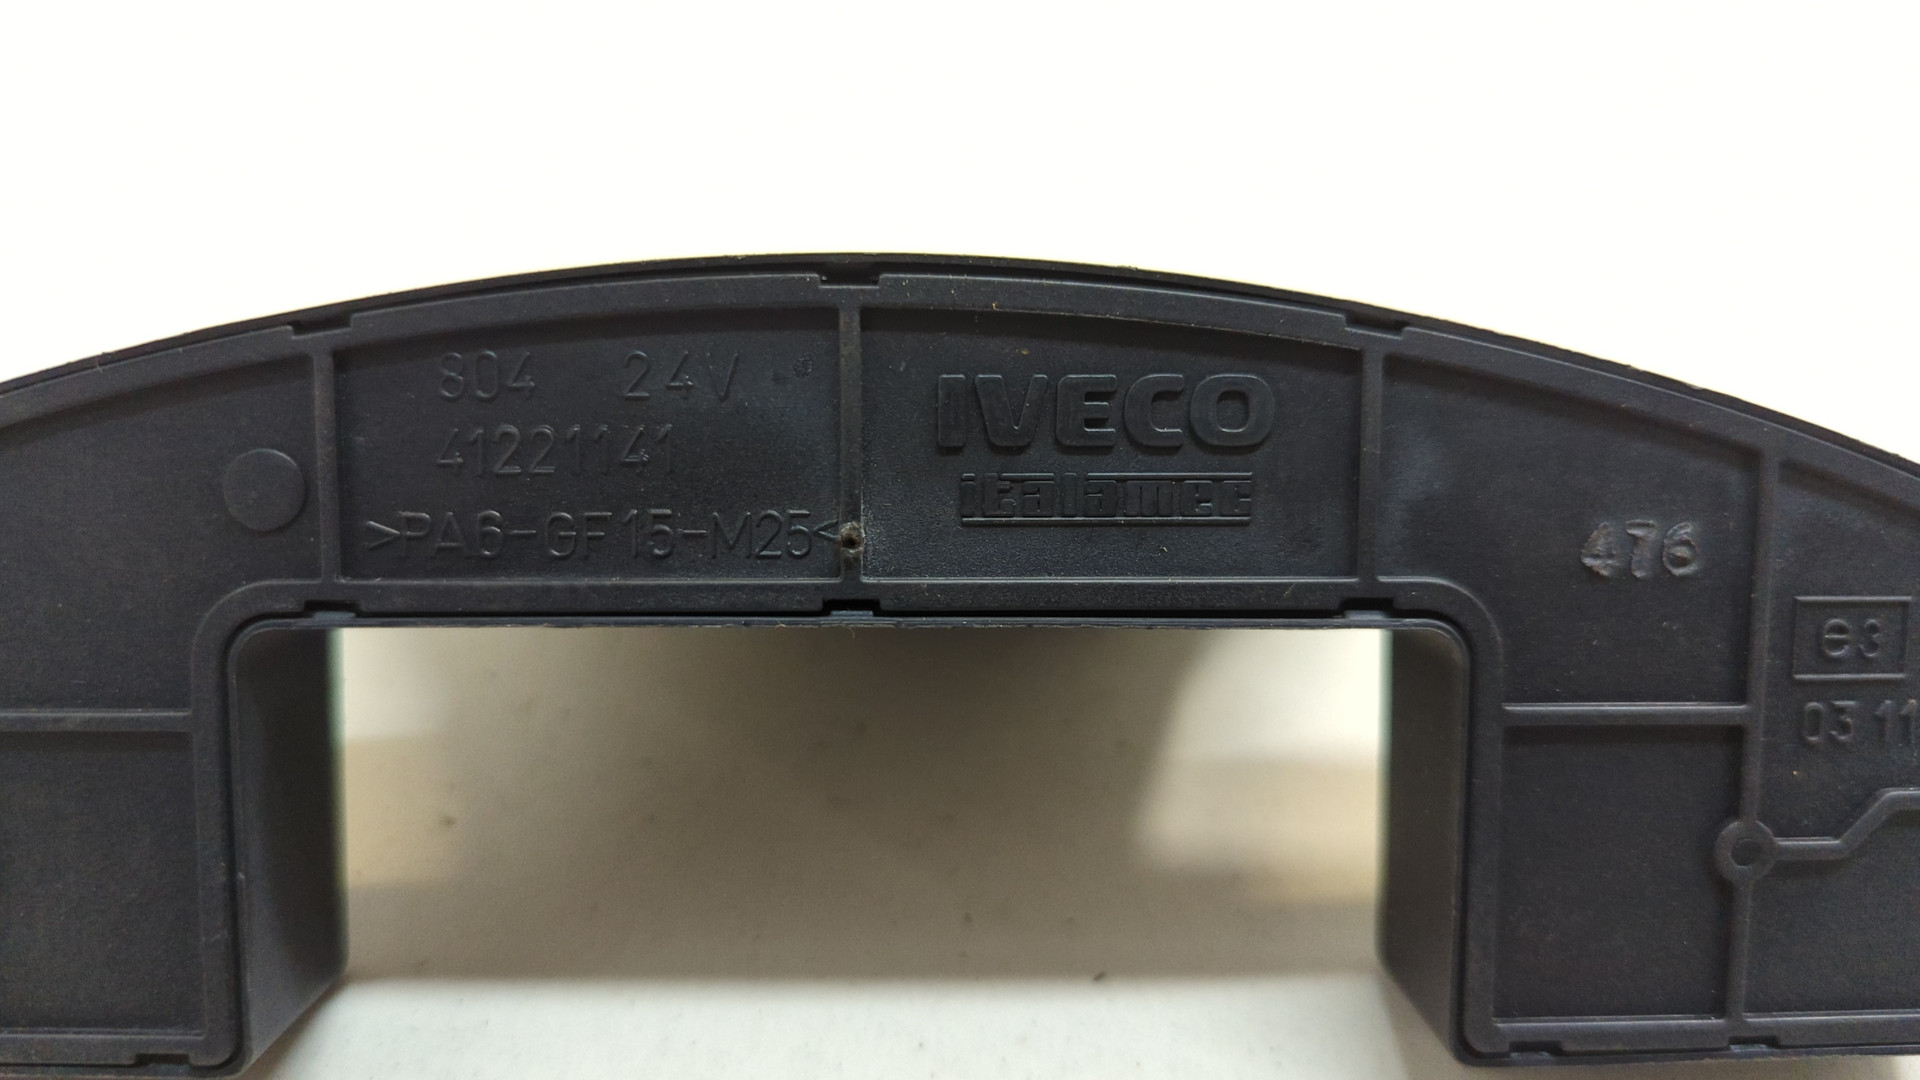 804 24V
41221141
>PA6-GF15-M25<
IVECO
italamec
476
e3
03 11